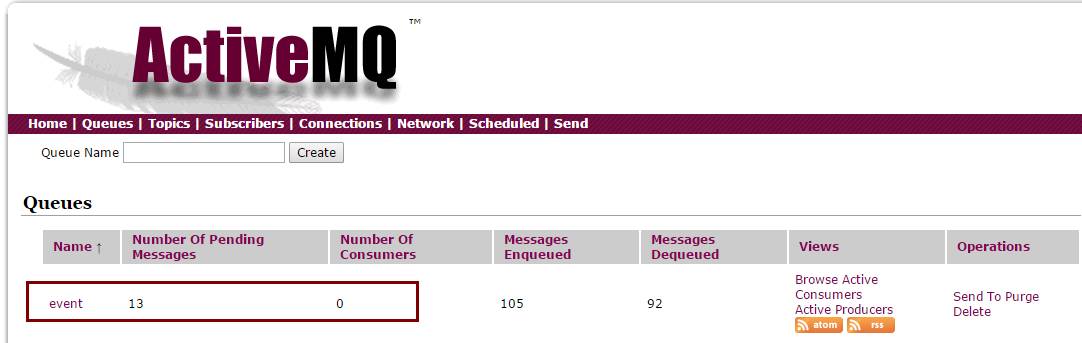 ActiveMQ ™
Home | Queues | Topics | Subscribers | Connections | Network | Scheduled | Send
Queue Name Create
Queues
Name ↑ Number Of Pending Messages Number Of Consumers Messages Enqueued Messages Dequeued Views Operations
event 13 0 105 92
Browse Active
Consumers
Active Producers
atom rss
Send To Purge
Delete